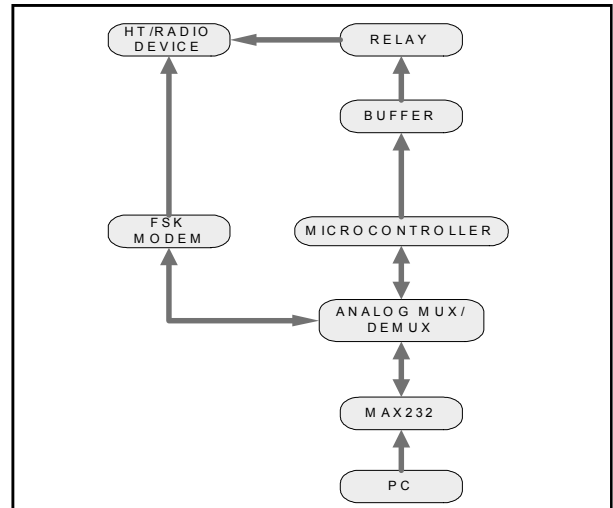 HT/RADIO
DEVICE
RELAY
BUFFER
FSK
MODEM
MICROCONTROLLER
ANALOG MUX/
DEMUX
MAX232
PC